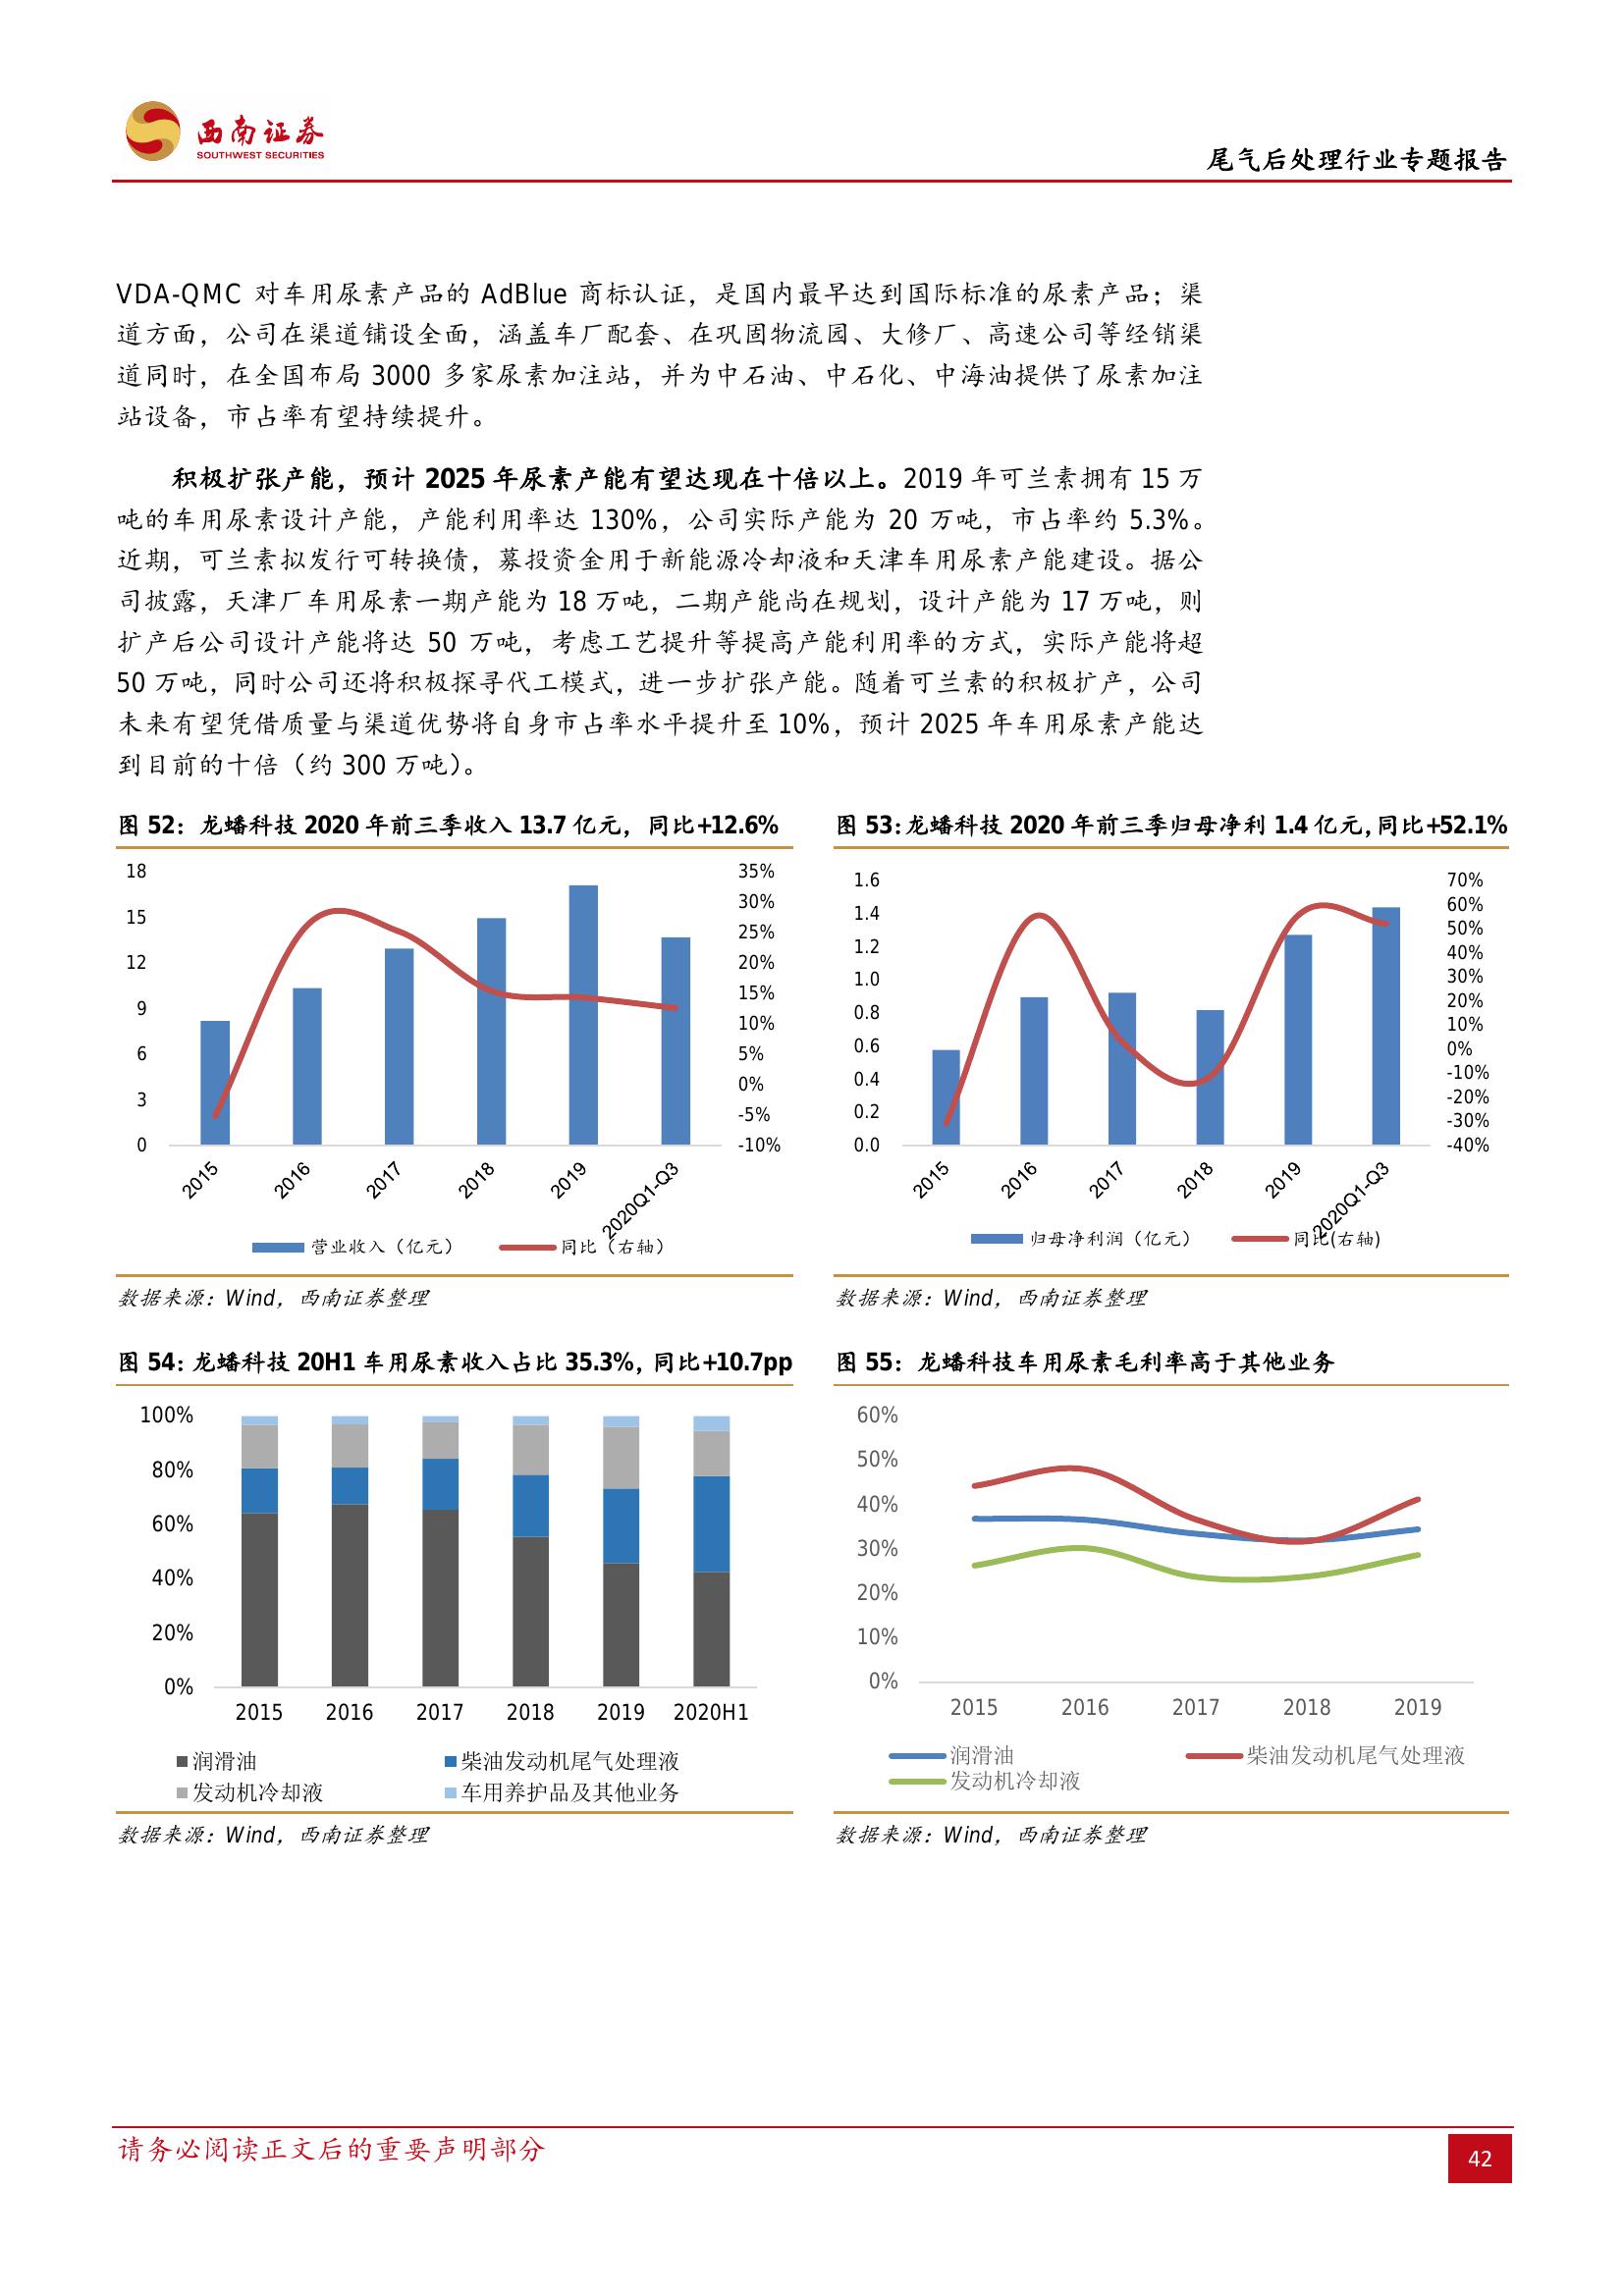 西南证券
SOUTHWEST SECURITIES
尾气后处理行业专题报告
VDA-QMC 对车用尿素产品的 AdBlue 商标认证，是国内最早达到国际标准的尿素产品；渠
道方面，公司在渠道铺设全面，涵盖车厂配套、在巩固物流园、大修厂、高速公司等经销渠
道同时，在全国布局 3000 多家尿素加注站，并为中石油、中石化、中海油提供了尿素加注
站设备，市占率有望持续提升。
积极扩张产能，预计 2025 年尿素产能有望达现在十倍以上。2019 年可兰素拥有 15 万
吨的车用尿素设计产能，产能利用率达 130%，公司实际产能为 20 万吨，市占率约 5.3%。
近期，可兰素拟发行可转换债，募投资金用于新能源冷却液和天津车用尿素产能建设。据公
司披露，天津厂车用尿素一期产能为 18 万吨，二期产能尚在规划，设计产能为 17 万吨，则
扩产后公司设计产能将达 50 万吨，考虑工艺提升等提高产能利用率的方式，实际产能将超
50 万吨，同时公司还将积极探寻代工模式，进一步扩张产能。随着可兰素的积极扩产，公司
未来有望凭借质量与渠道优势将自身市占率水平提升至 10%，预计 2025 年车用尿素产能达
到目前的十倍（约 300 万吨）。
图 52：龙蟠科技 2020 年前三季收入 13.7 亿元，同比+12.6%
18
15
12
9
6
3
0
35%
30%
25%
20%
15%
10%
5%
0%
-5%
-10%
2015
2016
2017
2018
2019
2020Q1-Q3
营业收入（亿元）
同比（右轴）
数据来源：Wind，西南证券整理
图 53：龙蟠科技 2020 年前三季归母净利 1.4 亿元，同比+52.1%
1.6
1.4
1.2
1.0
0.8
0.6
0.4
0.2
0.0
70%
60%
50%
40%
30%
20%
10%
0%
-10%
-20%
-30%
-40%
2015
2016
2017
2018
2019
2020Q1-Q3
归母净利润（亿元）
同比(右轴)
数据来源：Wind，西南证券整理
图 54：龙蟠科技 20H1 车用尿素收入占比 35.3%，同比+10.7pp
100%
80%
60%
40%
20%
0%
2015 2016 2017 2018 2019 2020H1
润滑油 柴油发动机尾气处理液
发动机冷却液 车用养护品及其他业务
数据来源：Wind，西南证券整理
图 55：龙蟠科技车用尿素毛利率高于其他业务
60%
50%
40%
30%
20%
10%
0%
2015 2016 2017 2018 2019
润滑油 柴油发动机尾气处理液
发动机冷却液
数据来源：Wind，西南证券整理
请务必阅读正文后的重要声明部分
42